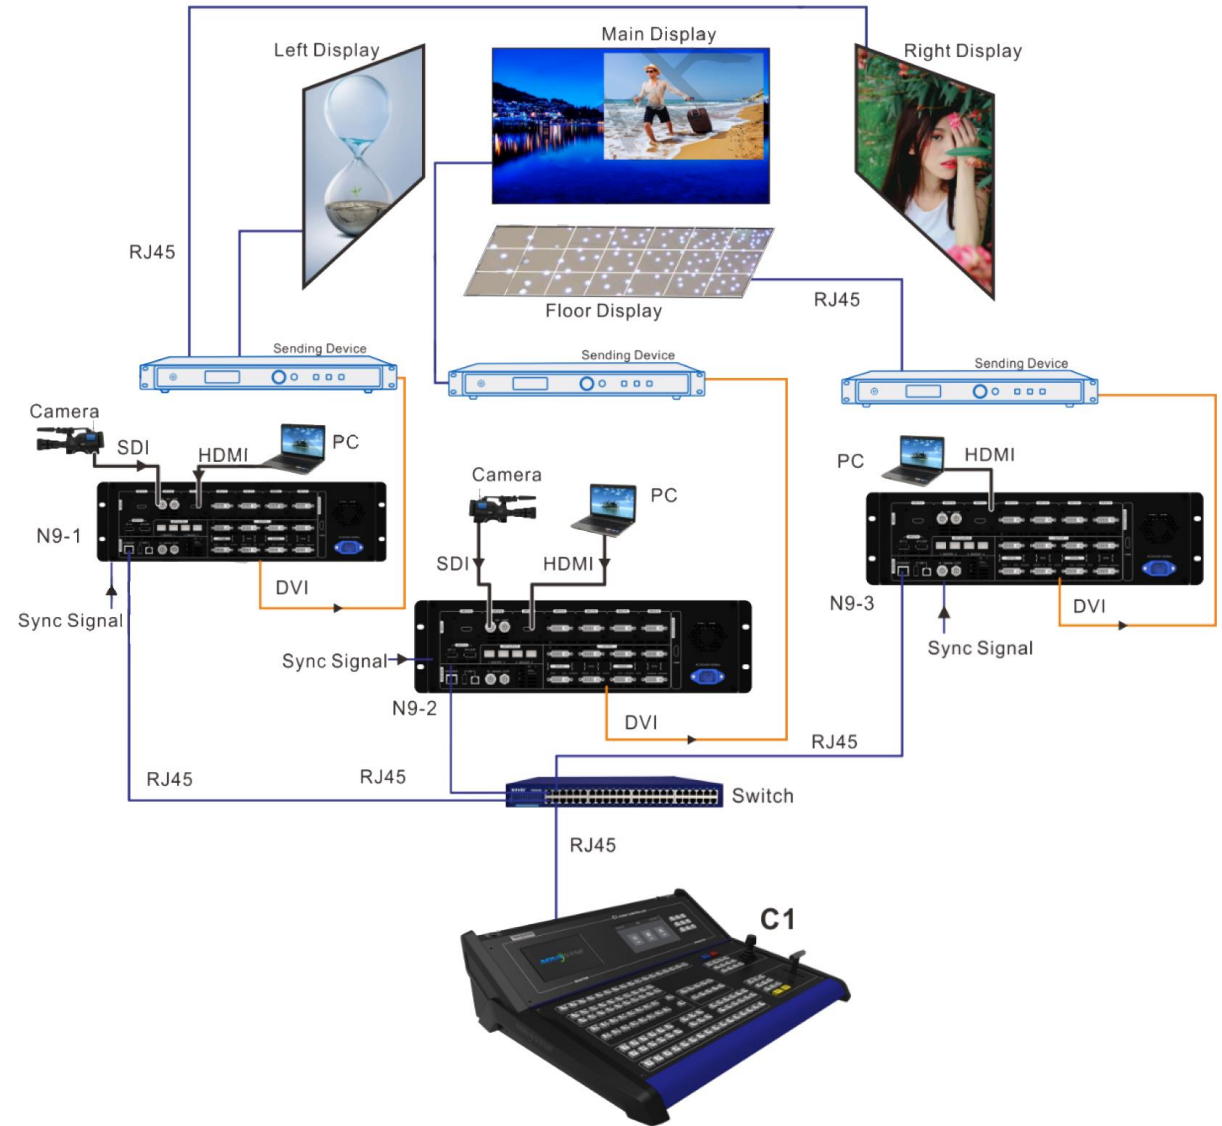 Left Display
Main Display
Right Display
RJ45
Floor Display
RJ45
Sending Device
Sending Device
Sending Device
Camera
SDI
HDMI
PC
N9-1
DVI
Sync Signal
Camera
PC
SDI
HDMI
Sync Signal
N9-2
DVI
PC
HDMI
N9-3
DVI
Sync Signal
RJ45
RJ45
RJ45
Switch
RJ45
C1